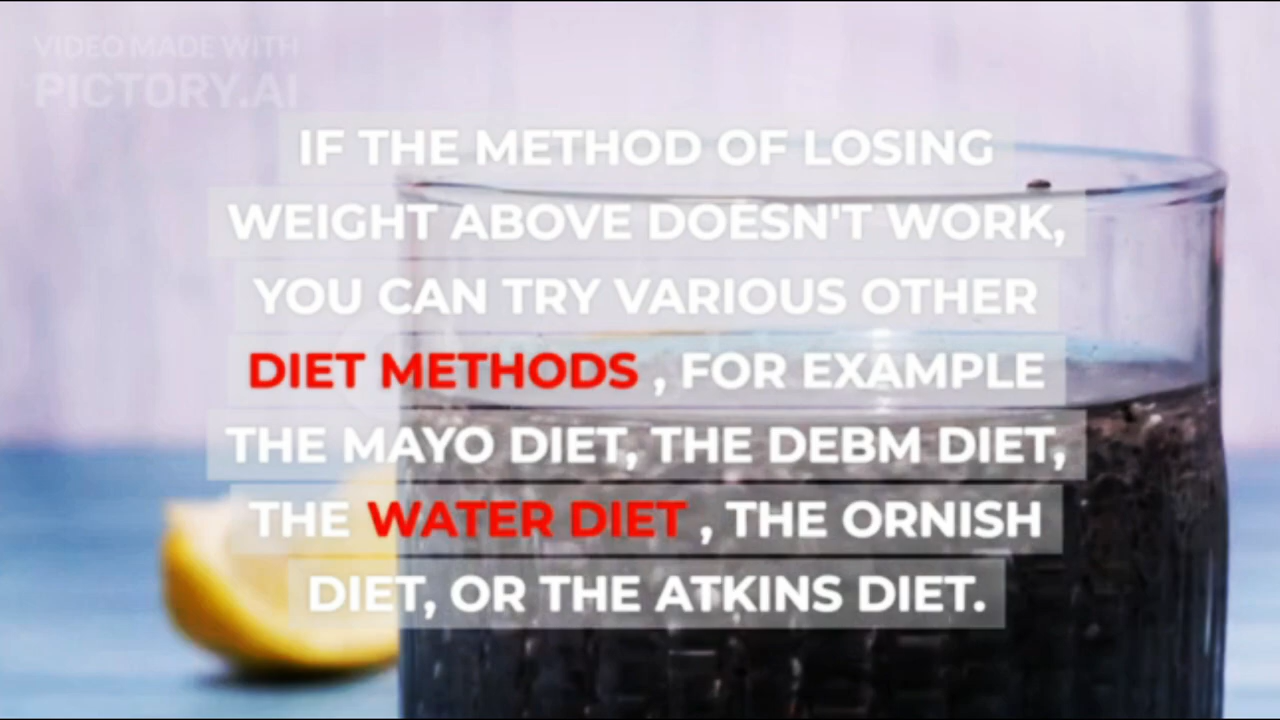 VIDEO MADE WITH
PICTORY.AI
IF THE METHOD OF LOSING
WEIGHT ABOVE DOESN'T WORK,
YOU CAN TRY VARIOUS OTHER
DIET METHODS , FOR EXAMPLE
THE MAYO DIET, THE DEBM DIET,
THE WATER DIET , THE ORNISH
DIET, OR THE ATKINS DIET.